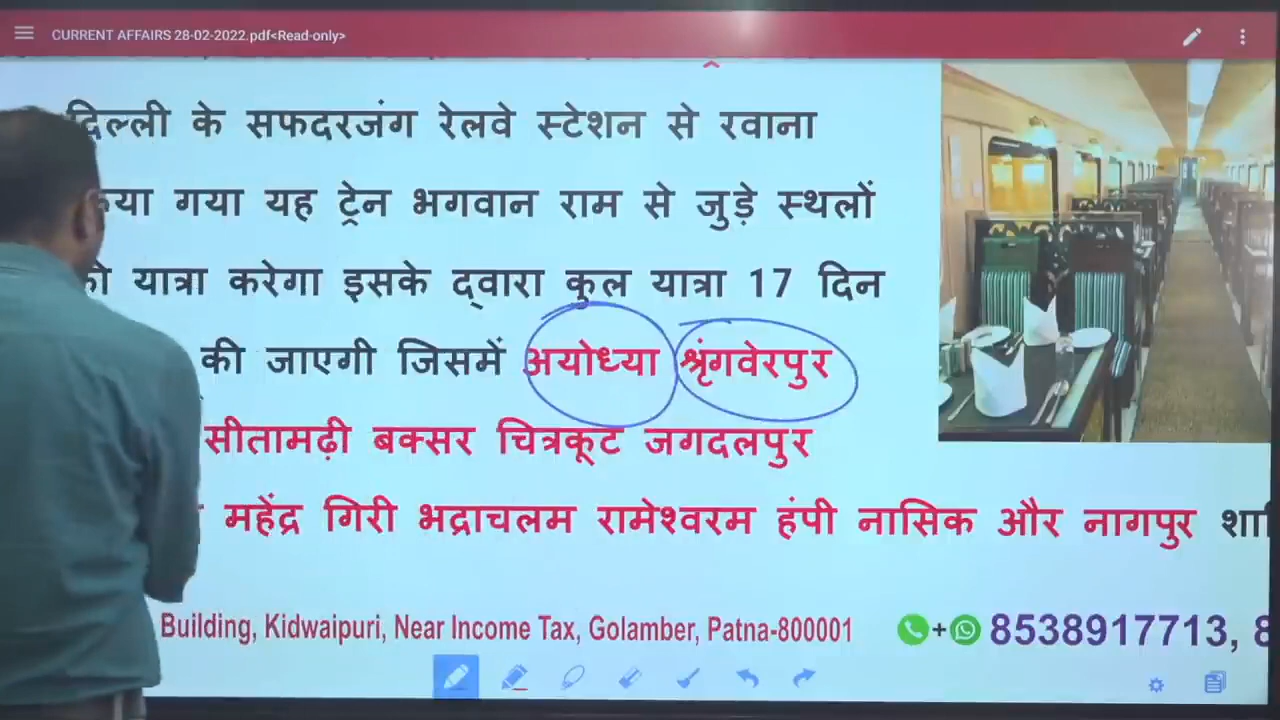 CURRENT AFFAIRS 28-02-2022.pdf<Read-only>
दिल्ली के सफदरजंग रेलवे स्टेशन से रवाना
गया यह ट्रेन भगवान राम से जुड़े स्थलों
यात्रा करेगा इसके द्वारा कुल यात्रा 17 दिन
की जाएगी जिसमें अयोध्या श्रृंगवेरपुर
सीतामढ़ी बक्सर चित्रकूट जगदलपुर
महेंद्र गिरी भद्राचलम रामेश्वरम हंपी नासिक और नागपुर
Building, Kidwaipuri, Near Income Tax, Golamber, Patna-800001
+ 8538917713, 8